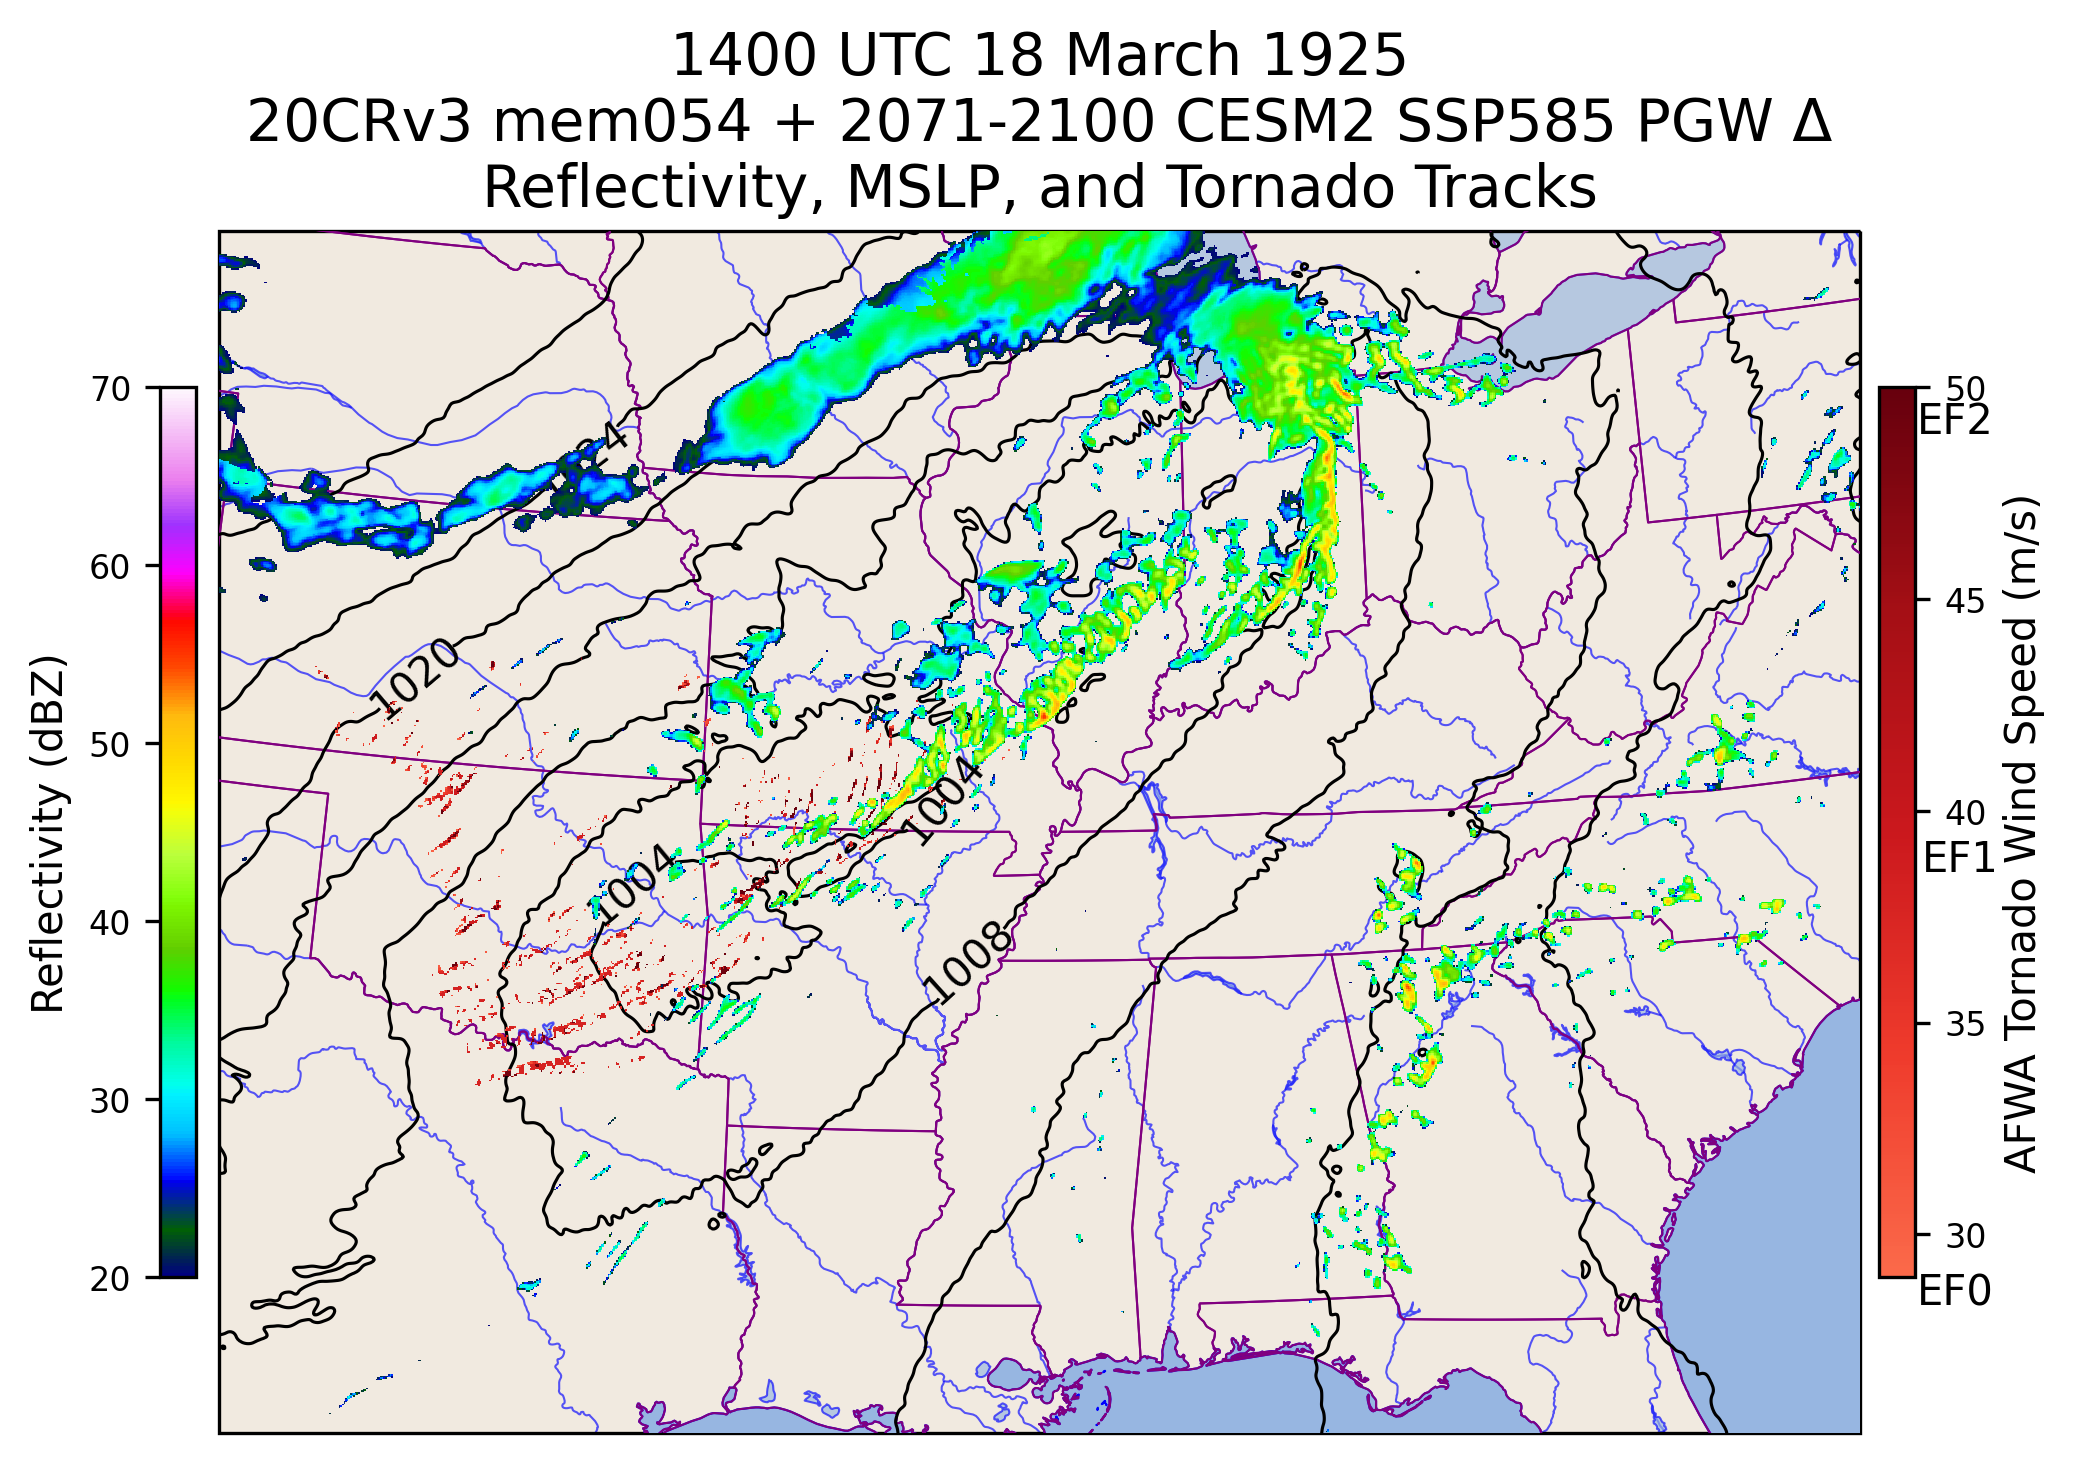 1400 UTC 18 March 1925
20CRv3 mem054 + 2071-2100 CESM2 SSP585 PGW Δ
Reflectivity, MSLP, and Tornado Tracks
Reflectivity (dBZ)
70
60
50
40
30
20
1020
1004
1004
1008
50
EF2
45
40
EF1
35
30
EF0
AFWA Tornado Wind Speed (m/s)